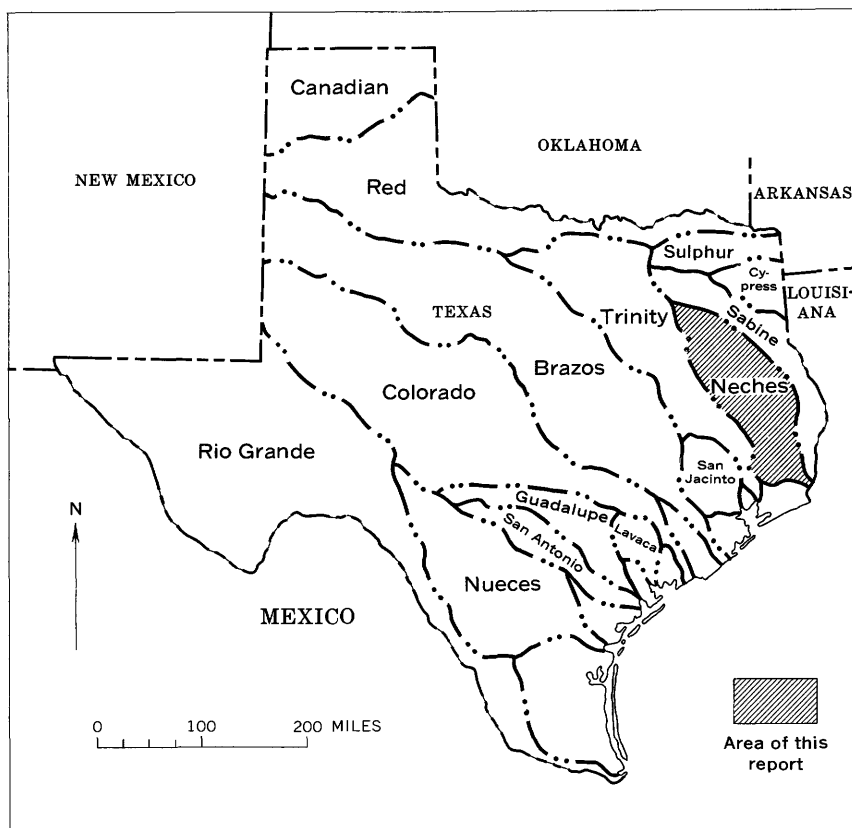 Canadian
OKLAHOMA
NEW MEXICO
Red
ARKANSAS
Sulphur
Cy-
press
LOUISI-
ANA
TEXAS
Trinity
Sabine
Brazos
Neches
Colorado
Rio Grande
San
Jacinto
Guadalupe
N
San Antonio
Lavaca
Nueces
MEXICO
0 100 200 MILES
Area of this
report